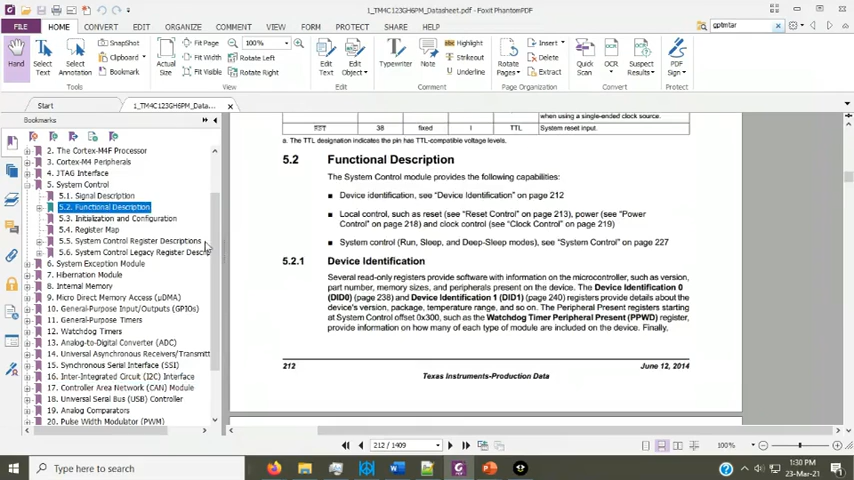 1_TM4C123GH6PM_Datasheet.pdf - Foxit PhantomPDF
FILE HOME CONVERT EDIT ORGANIZE COMMENT VIEW FORM PROTECT SHARE HELP gptmtar
Hand
Select Text
Select Annotation
SnapShot
Clipboard
Bookmark
Actual Size
Fit Page
Fit Width
Fit Visible
100%
Rotate Left
Rotate Right
Edit Text
Edit Object
Typewriter
Note
Highlight
Strikeout
Underline
Rotate Pages
Insert
Delete
Extract
Quick Scan
OCR
Suspect Results
PDF Sign
Tools View Edit Comment Page Organization Convert Protect
Start 1_TM4C123GH6PM_Data...
Bookmarks
2. The Cortex-M4F Processor
3. Cortex-M4 Peripherals
4. JTAG Interface
5. System Control
5.1. Signal Description
5.2. Functional Description
5.3. Initialization and Configuration
5.4. Register Map
5.5. System Control Register Descriptions
5.6. System Control Legacy Register Descrip
6. System Exception Module
7. Hibernation Module
8. Internal Memory
9. Micro Direct Memory Access (μDMA)
10. General-Purpose Input/Outputs (GPIOs)
11. General-Purpose Timers
12. Watchdog Timers
13. Analog-to-Digital Converter (ADC)
14. Universal Asynchronous Receivers/Transmitt
15. Synchronous Serial Interface (SSI)
16. Inter-Integrated Circuit (I2C) Interface
17. Controller Area Network (CAN) Module
18. Universal Serial Bus (USB) Controller
19. Analog Comparators
20. Pulse Width Modulator (PWM)
when using a single-ended clock source.
RST 38 fixed I TTL System reset input.
a. The TTL designation indicates the pin has TTL-compatible voltage levels.
5.2 Functional Description
The System Control module provides the following capabilities:
■ Device identification, see “Device Identification” on page 212
■ Local control, such as reset (see “Reset Control” on page 213), power (see “Power
Control” on page 218) and clock control (see “Clock Control” on page 219)
■ System control (Run, Sleep, and Deep-Sleep modes), see “System Control” on page 227
5.2.1 Device Identification
Several read-only registers provide software with information on the microcontroller, such as version,
part number, memory sizes, and peripherals present on the device. The Device Identification 0
(DID0) (page 238) and Device Identification 1 (DID1) (page 240) registers provide details about the
device's version, package, temperature range, and so on. The Peripheral Present registers starting
at System Control offset 0x300, such as the Watchdog Timer Peripheral Present (PPWD) register,
provide information on how many of each type of module are included on the device. Finally,
212 June 12, 2014
Texas Instruments-Production Data
212 / 1409
100%
Type here to search
1:30 PM
23-Mar-21